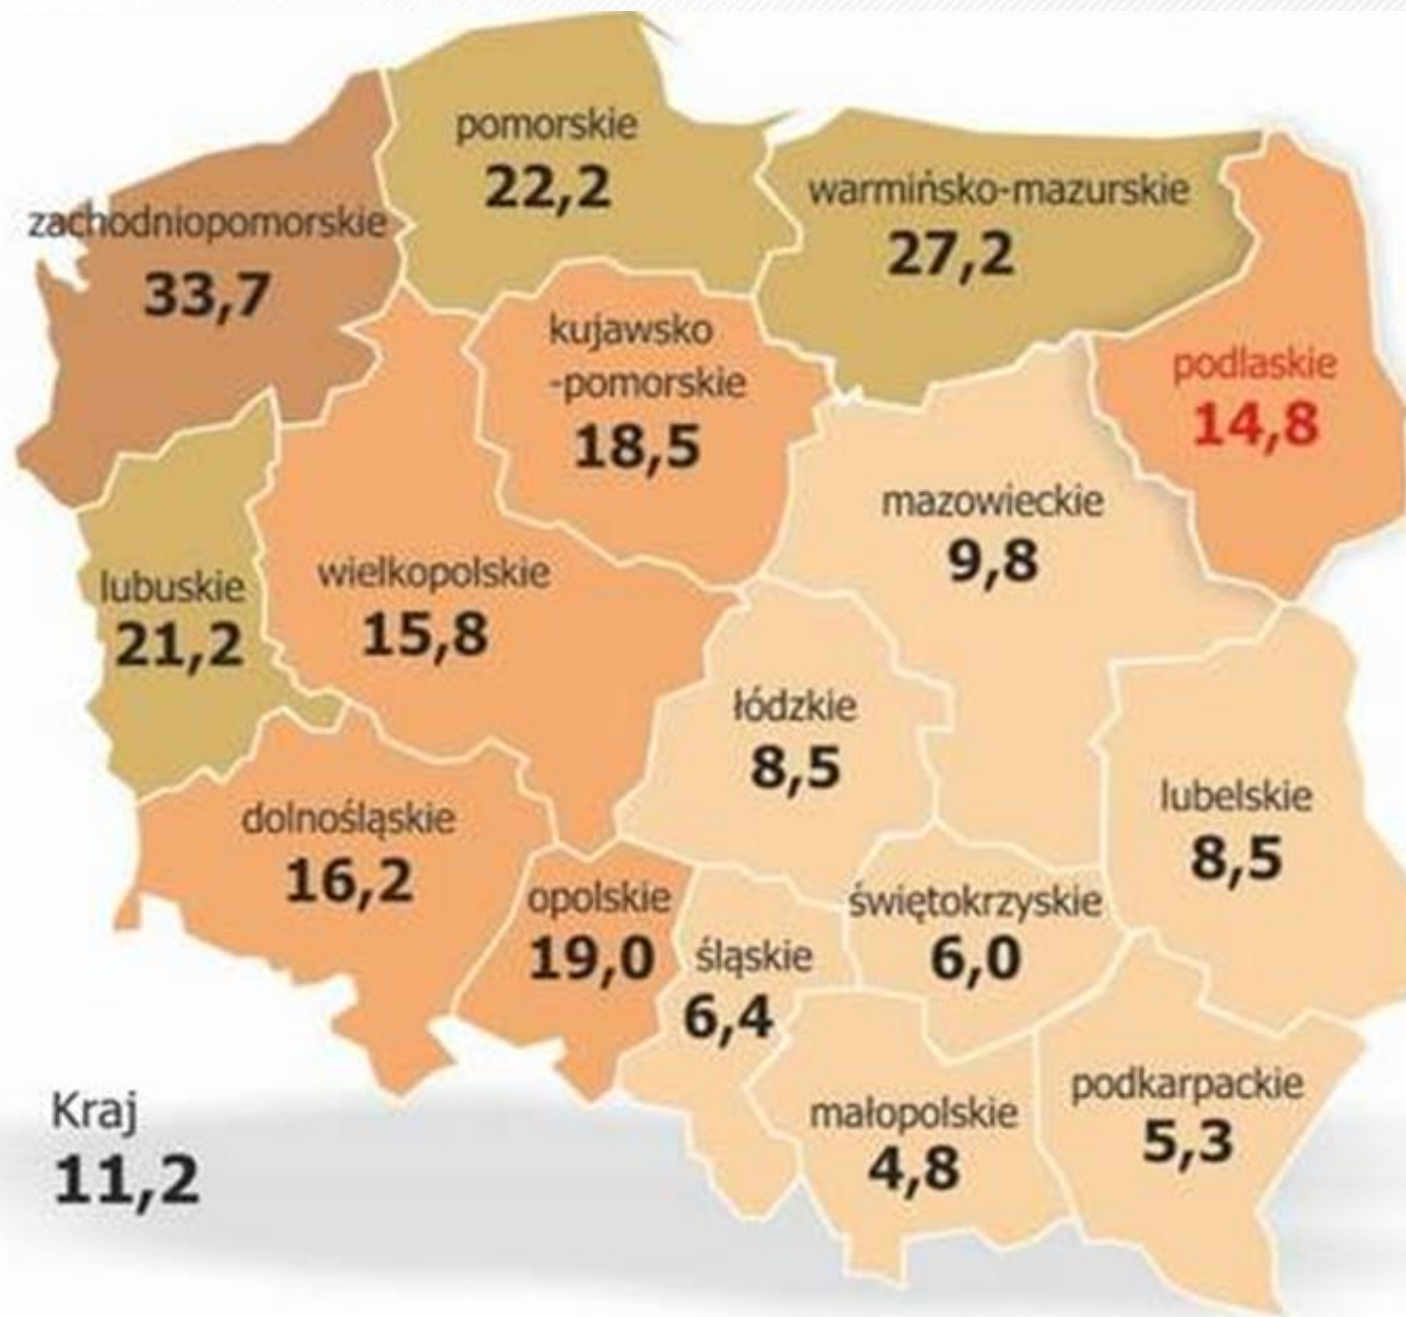 pomorskie
22,2
warmińsko-mazurskie
27,2
zachodniopomorskie
33,7
kujawsko
-pomorskie
18,5
podlaskie
14,8
mazowieckie
9,8
lubuskie
21,2
wielkopolskie
15,8
łódzkie
8,5
lubelskie
8,5
dolnośląskie
16,2
opolskie
19,0
śląskie
6,4
świętokrzyskie
6,0
małopolskie
4,8
podkarpackie
5,3
Kraj
11,2